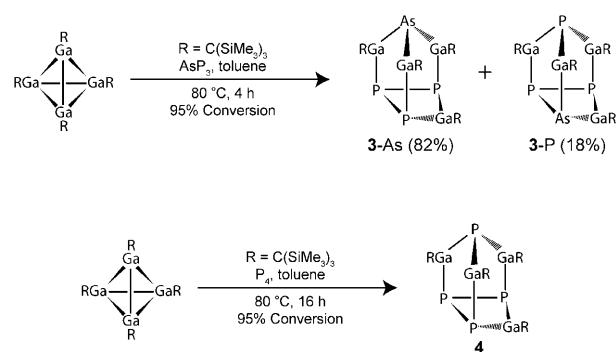 R
Ga
RGa GaR
Ga
R
R = C(SiMe₃)₃
AsP₃, toluene
80 °C, 4 h
95% Conversion
As
RGa GaR
GaR
P P
P GaR
3-As (82%)
+
P
RGa GaR
GaR
P P
As GaR
3-P (18%)
R
Ga
RGa GaR
Ga
R
R = C(SiMe₃)₃
P₄, toluene
80 °C, 16 h
95% Conversion
P
RGa GaR
GaR
P P
P GaR
4